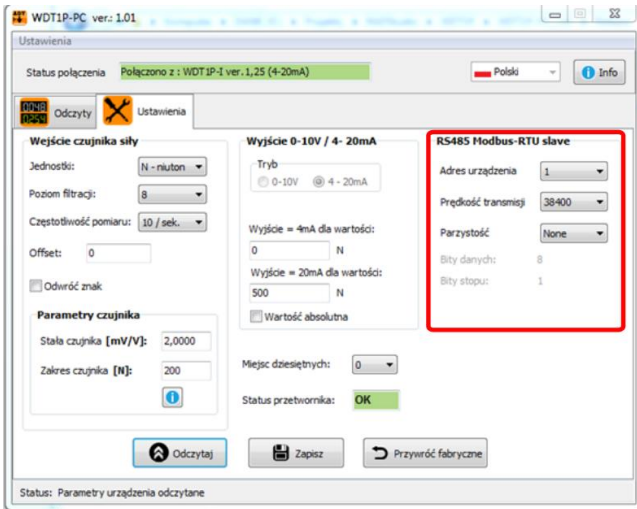 WDT1P-PC ver.: 1.01
Ustawienia
Status połączenia Połączono z : WDT1P-I ver.1,25 (4-20mA) Polski Info
Odczyty Ustawienia
Wejście czujnika siły
Jednostki: N - niuton
Poziom filtracji: 8
Częstotliwość pomiaru: 10 / sek.
Offset: 0
Odwróć znak
Parametry czujnika
Stała czujnika [mV/V]: 2,0000
Zakres czujnika [N]: 200
Wyjście 0-10V / 4- 20mA
Tryb
0-10V 4 - 20mA
Wyjście = 4mA dla wartości:
0 N
Wyjście = 20mA dla wartości:
500 N
Wartość absolutna
Miejsc dziesiętnych: 0
Status przetwornika: OK
RS485 Modbus-RTU slave
Adres urządzenia 1
Prędkość transmisji 38400
Parzystość None
Bity danych: 8
Bity stopu: 1
Odczytaj Zapisz Przywróć fabryczne
Status: Parametry urządzenia odczytane